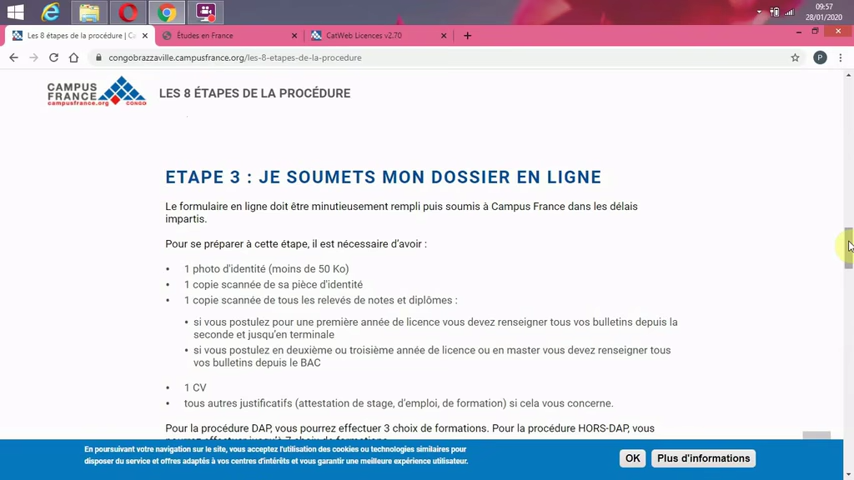 09:57
28/01/2020
Les 8 étapes de la procédure | Ca
Études en France
CatWeb Licences v2.70
congobrazzaville.campusfrance.org/les-8-etapes-de-la-procedure
P
CAMPUS
FRANCE
campusfrance.org
CONGO
LES 8 ÉTAPES DE LA PROCÉDURE
ETAPE 3 : JE SOUMETS MON DOSSIER EN LIGNE
Le formulaire en ligne doit être minutieusement rempli puis soumis à Campus France dans les délais
impartis.
Pour se préparer à cette étape, il est nécessaire d'avoir :
• 1 photo d'identité (moins de 50 Ko)
• 1 copie scannée de sa pièce d'identité
• 1 copie scannée de tous les relevés de notes et diplômes :
• si vous postulez pour une première année de licence vous devez renseigner tous vos bulletins depuis la
seconde et jusqu'en terminale
• si vous postulez en deuxième ou troisième année de licence ou en master vous devez renseigner tous
vos bulletins depuis le BAC
• 1 CV
• tous autres justificatifs (attestation de stage, d'emploi, de formation) si cela vous concerne.
Pour la procédure DAP, vous pourrez effectuer 3 choix de formations. Pour la procédure HORS-DAP, vous
En poursuivant votre navigation sur le site, vous acceptez l'utilisation des cookies ou technologies similaires pour
disposer du service et offres adaptés à vos centres d'intérêts et vous garantir une meilleure expérience utilisateur.
OK
Plus d'informations